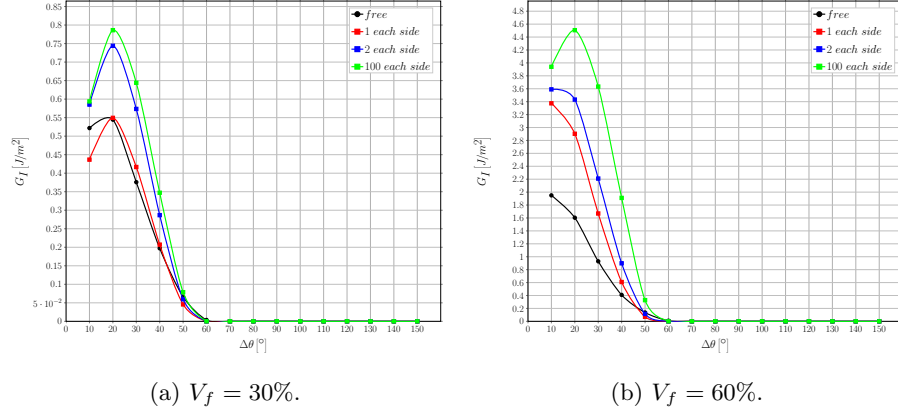 0.85
0.8
0.75
0.7
0.65
0.6
0.55
0.5
0.45
0.4
0.35
0.3
0.25
0.2
0.15
0.1
5 · 10⁻²
0
G_I [J/m²]
0 10 20 30 40 50 60 70 80 90 100 110 120 130 140 150
Δθ [°]
free
1 each side
2 each side
100 each side
(a) V_f = 30%.
4.8
4.6
4.4
4.2
4
3.8
3.6
3.4
3.2
3
2.8
2.6
2.4
2.2
2
1.8
1.6
1.4
1.2
1
0.8
0.6
0.4
0.2
0
G_I [J/m²]
0 10 20 30 40 50 60 70 80 90 100 110 120 130 140 150
Δθ [°]
free
1 each side
2 each side
100 each side
(b) V_f = 60%.